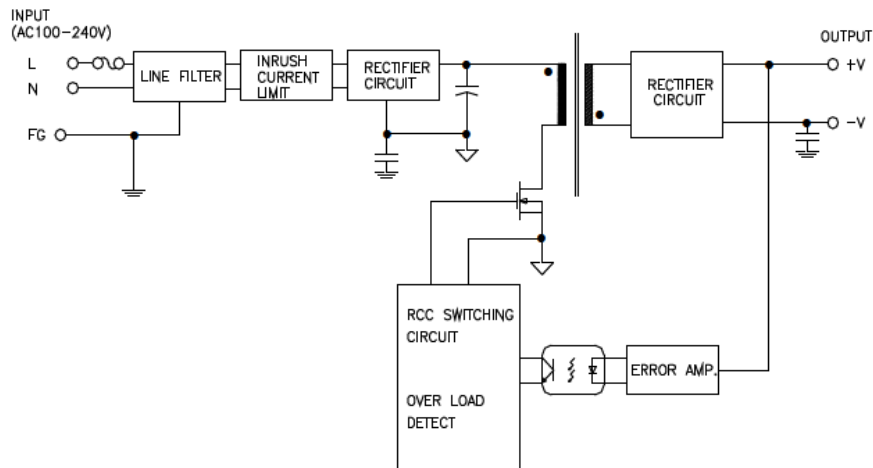 INPUT
(AC100-240V)
OUTPUT
L
N
FG
LINE FILTER
INRUSH
CURRENT
LIMIT
RECTIFIER
CIRCUIT
RECTIFIER
CIRCUIT
+V
-V
RCC SWITCHING
CIRCUIT
OVER LOAD
DETECT
ERROR AMP.